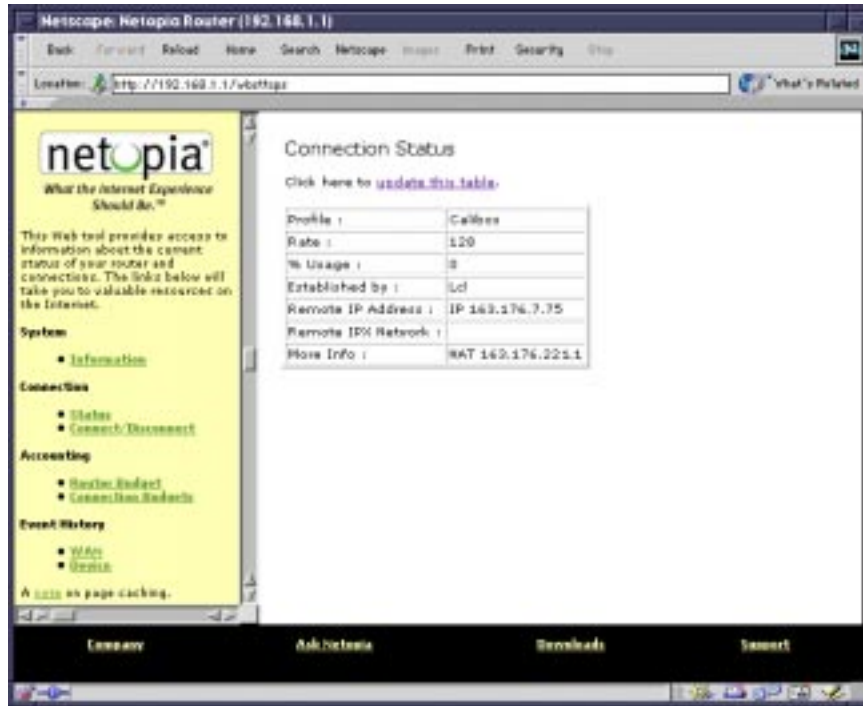 Netscape: Netopia Router (192.168.1.1)
Back Forward Reload Home Search Netscape Images Print Security Stop
Location: http://192.168.1.1/ What's Related
netopia
What the Internet Experience
Should Be.™
This Web tool provides access to
information about the current
status of your router and
connections. The links below will
take you to valuable resources on
the Internet.
System
Information
Connection
Status
Connect/Disconnect
Accounting
Router Budget
Connection Budgets
Event History
WAN
Device
A note on page caching.
Connection Status
Click here to update this table.
Profile :
Rate : 128
% Usage : 0
Established by : Lcl
Remote IP Address : IP 163.176.7.75
Remote IPX Network :
More Info : NAT 163.176.221.1
Company Ask Netopia Downloads Support